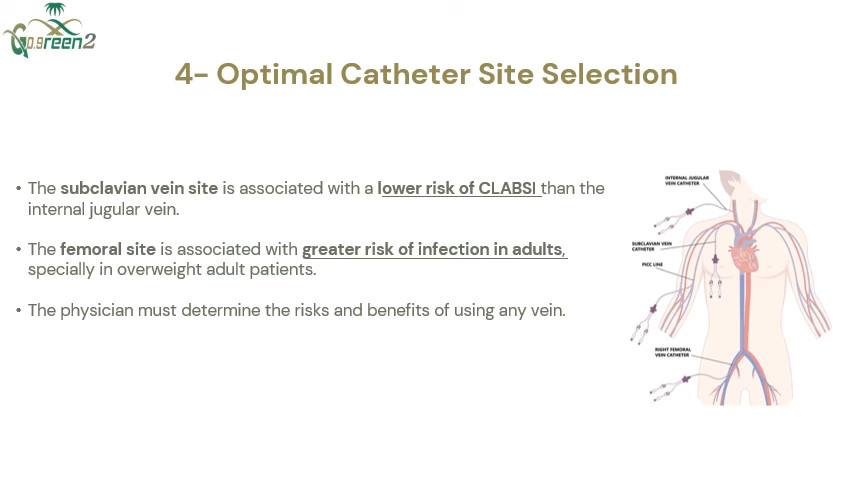 Go.green2
4- Optimal Catheter Site Selection
• The subclavian vein site is associated with a lower risk of CLABSI than the
internal jugular vein.
• The femoral site is associated with greater risk of infection in adults,
specially in overweight adult patients.
• The physician must determine the risks and benefits of using any vein.
INTERNAL JUGULAR
VEIN CATHETER
SUBCLAVIAN VEIN
CATHETER
PICC LINE
RIGHT FEMORAL
VEIN CATHETER